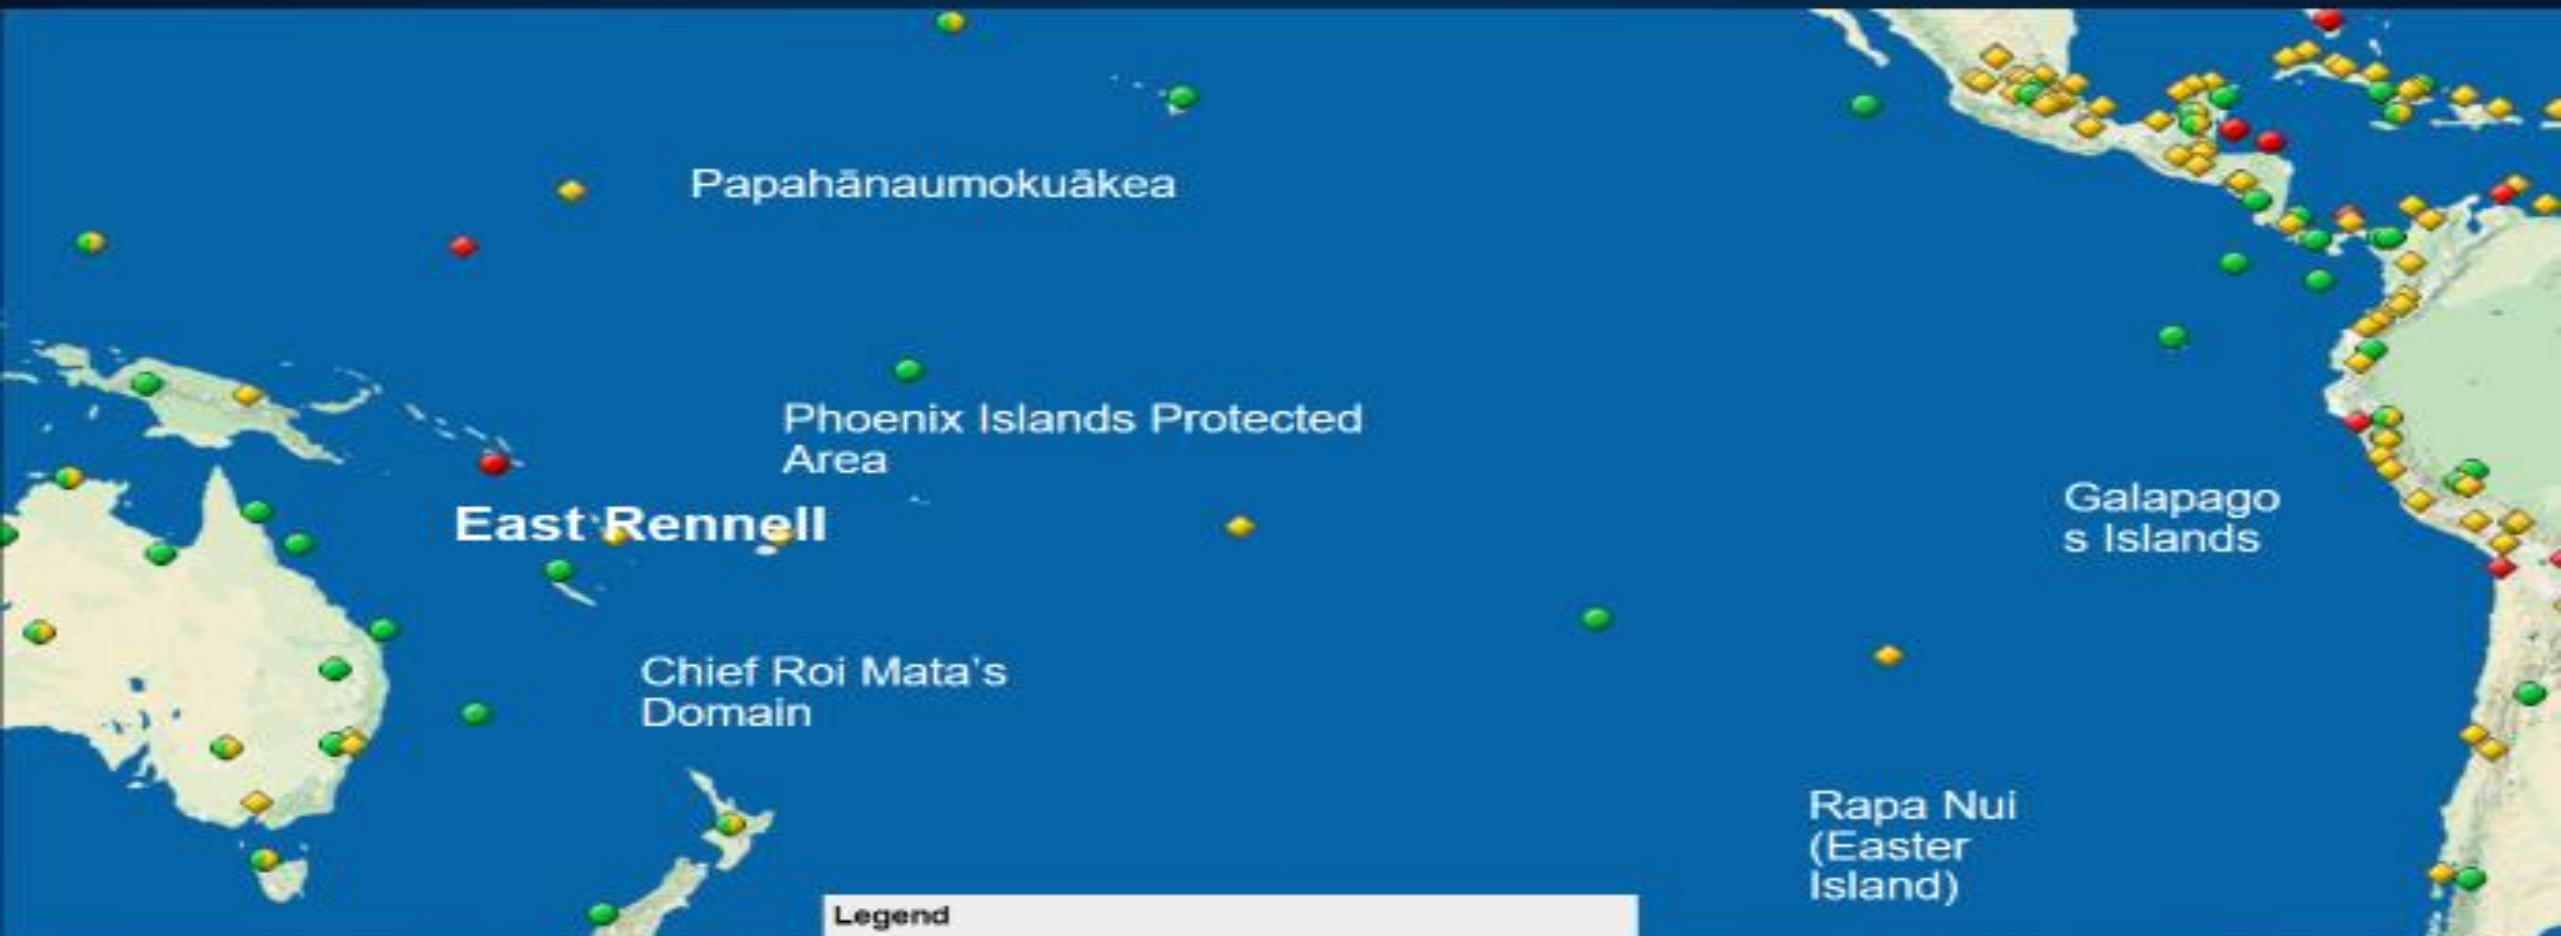 Papahānaumokuākea
Phoenix Islands Protected
Area
East Rennell
Galapago
s Islands
Chief Roi Mata's
Domain
Rapa Nui
(Easter
Island)
Legend